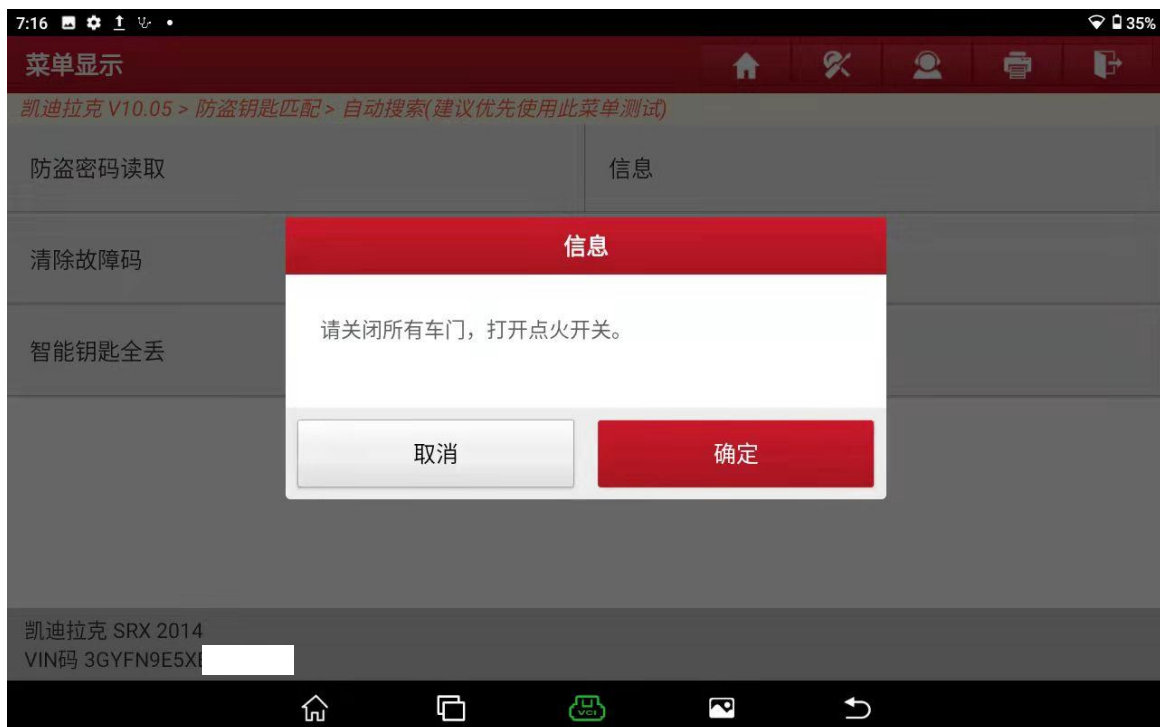 7:16 35%
菜单显示
凯迪拉克 V10.05 > 防盗钥匙匹配 > 自动搜索(建议优先使用此菜单测试)
防盗密码读取 信息
清除故障码
智能钥匙全丢
信息
请关闭所有车门，打开点火开关。
取消 确定
凯迪拉克 SRX 2014
VIN码 3GYFN9E5X
VCI